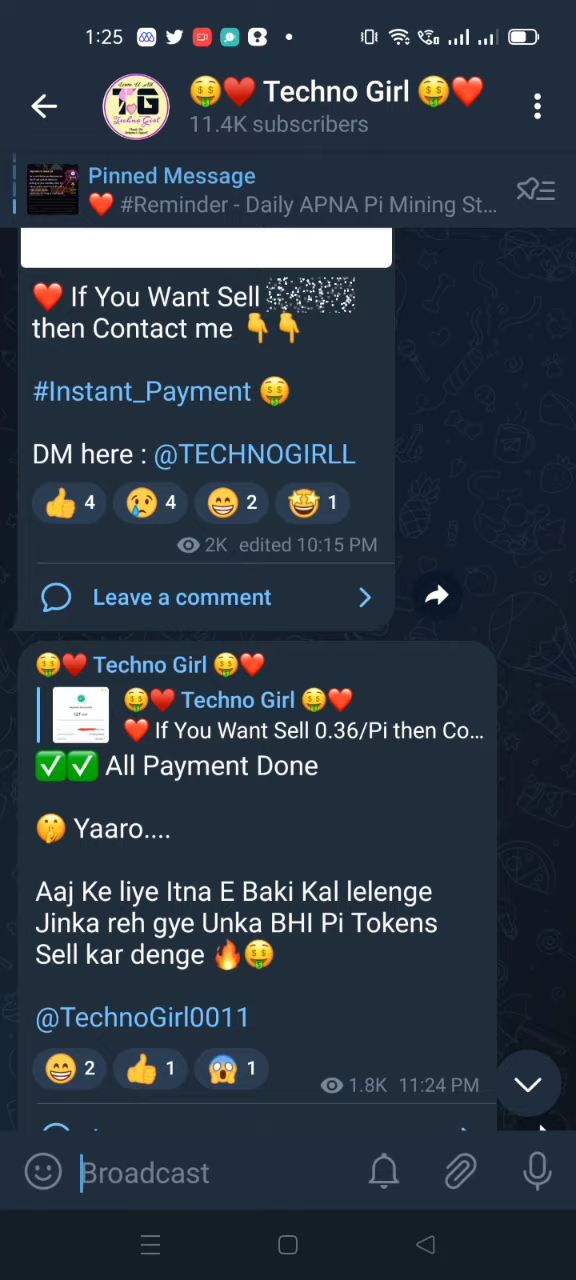 1:25
🤑❤️ Techno Girl 🤑❤️
11.4K subscribers
Pinned Message
❤️ #Reminder - Daily APNA Pi Mining St...
❤️ If You Want Sell
then Contact me 👇👇
#Instant_Payment 🤑
DM here : @TECHNOGIRLL
👍 4 😢 4 😁 2 🤩 1
2K edited 10:15 PM
Leave a comment
🤑❤️ Techno Girl 🤑❤️
🤑❤️ Techno Girl 🤑❤️
❤️ If You Want Sell 0.36/Pi then Co...
✅✅ All Payment Done
🤫 Yaaro....
Aaj Ke liye Itna E Baki Kal lelenge
Jinka reh gye Unka BHI Pi Tokens
Sell kar denge 🔥🤑
@TechnoGirl0011
😁 2 👍 1 😱 1
1.8K 11:24 PM
Broadcast